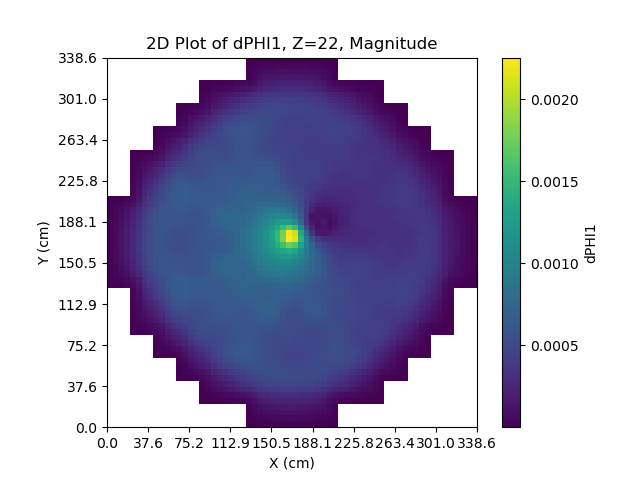 2D Plot of dPHI1, Z=22, Magnitude
338.6
301.0
263.4
225.8
188.1
150.5
112.9
75.2
37.6
0.0
Y (cm)
0.0 37.6 75.2 112.9 150.5 188.1 225.8 263.4 301.0 338.6
X (cm)
0.0020
0.0015
0.0010
0.0005
dPHI1